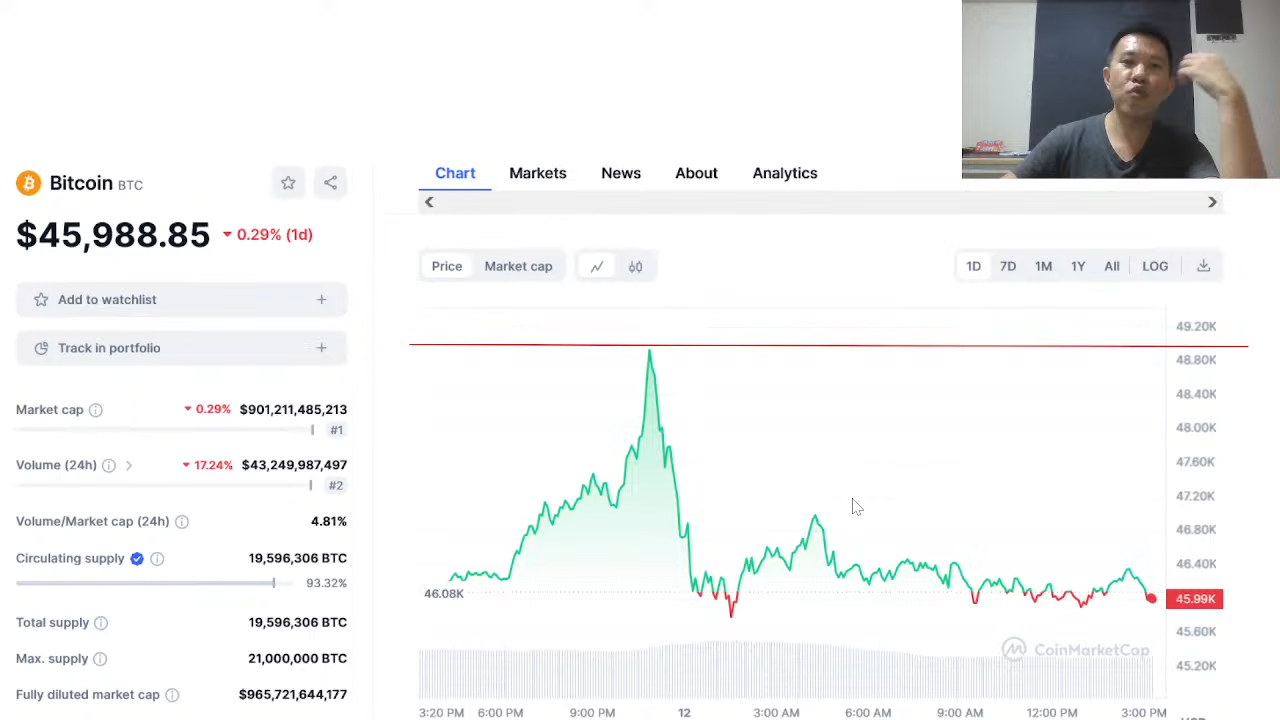 Bitcoin BTC
$45,988.85 0.29% (1d)
Add to watchlist +
Track in portfolio +
Market cap 0.29% $901,211,485,213
#1
Volume (24h) 17.24% $43,249,987,497
#2
Volume/Market cap (24h) 4.81%
Circulating supply 19,596,306 BTC
93.32%
Total supply 19,596,306 BTC
Max. supply 21,000,000 BTC
Fully diluted market cap $965,721,644,177
Chart Markets News About Analytics
Price Market cap
1D 7D 1M 1Y All LOG
49.20K
48.80K
48.40K
48.00K
47.60K
47.20K
46.80K
46.40K
46.08K
45.99K
45.60K
45.20K
CoinMarketCap
3:20 PM 6:00 PM 9:00 PM 12 3:00 AM 6:00 AM 9:00 AM 12:00 PM 3:00 PM